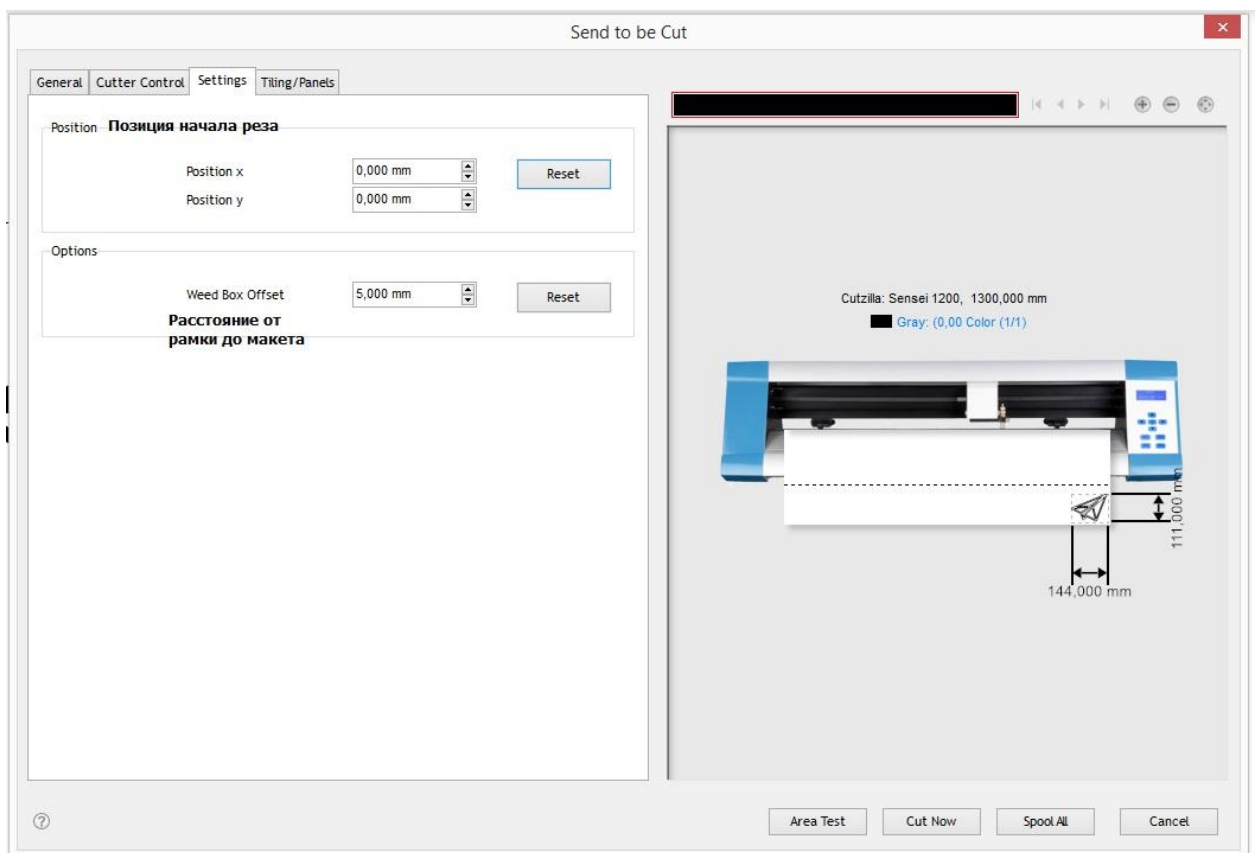 Send to be Cut
General Cutter Control Settings Tiling/Panels
Position Позиция начала реза
Position x 0,000 mm Reset
Position y 0,000 mm
Options
Weed Box Offset 5,000 mm Reset
Расстояние от
рамки до макета
Cutzilla: Sensei 1200, 1300,000 mm
Gray: (0,00 Color (1/1)
111,000 mm
144,000 mm
Area Test Cut Now Spool All Cancel